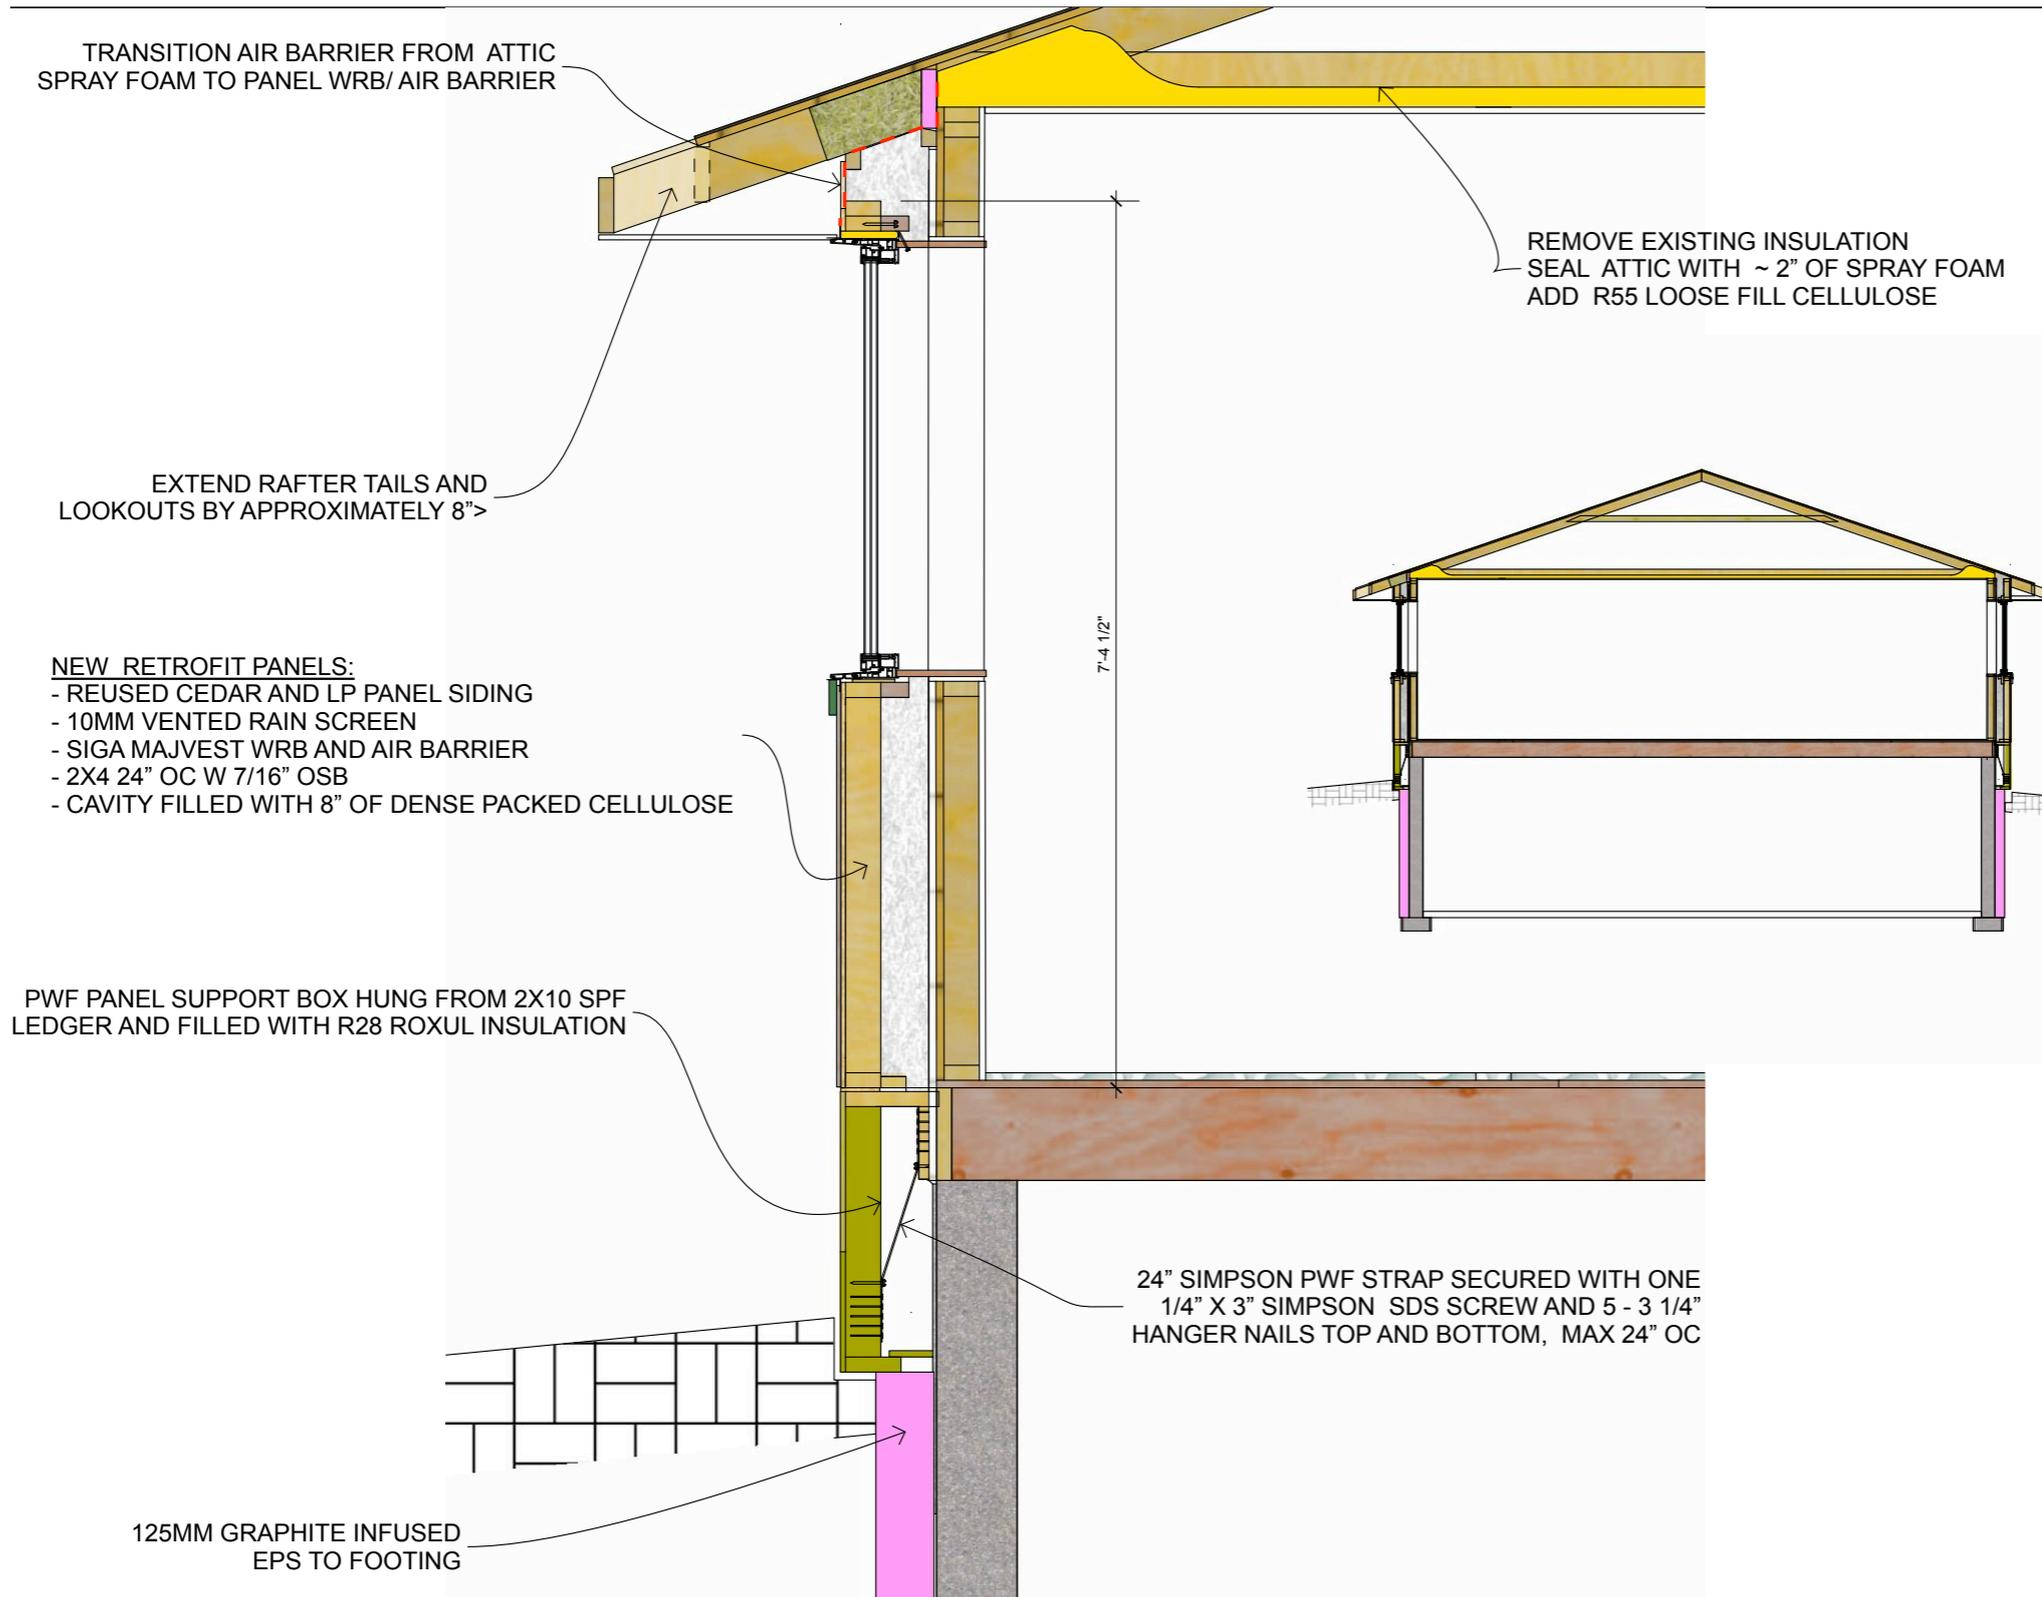 TRANSITION AIR BARRIER FROM ATTIC
SPRAY FOAM TO PANEL WRB/ AIR BARRIER
REMOVE EXISTING INSULATION
SEAL ATTIC WITH ~ 2” OF SPRAY FOAM
ADD R55 LOOSE FILL CELLULOSE
EXTEND RAFTER TAILS AND
LOOKOUTS BY APPROXIMATELY 8”>
7'-4 1/2"
NEW RETROFIT PANELS:
- REUSED CEDAR AND LP PANEL SIDING
- 10MM VENTED RAIN SCREEN
- SIGA MAJVEST WRB AND AIR BARRIER
- 2X4 24” OC W 7/16” OSB
- CAVITY FILLED WITH 8” OF DENSE PACKED CELLULOSE
PWF PANEL SUPPORT BOX HUNG FROM 2X10 SPF
LEDGER AND FILLED WITH R28 ROXUL INSULATION
24” SIMPSON PWF STRAP SECURED WITH ONE
1/4” X 3” SIMPSON SDS SCREW AND 5 - 3 1/4”
HANGER NAILS TOP AND BOTTOM, MAX 24” OC
125MM GRAPHITE INFUSED
EPS TO FOOTING